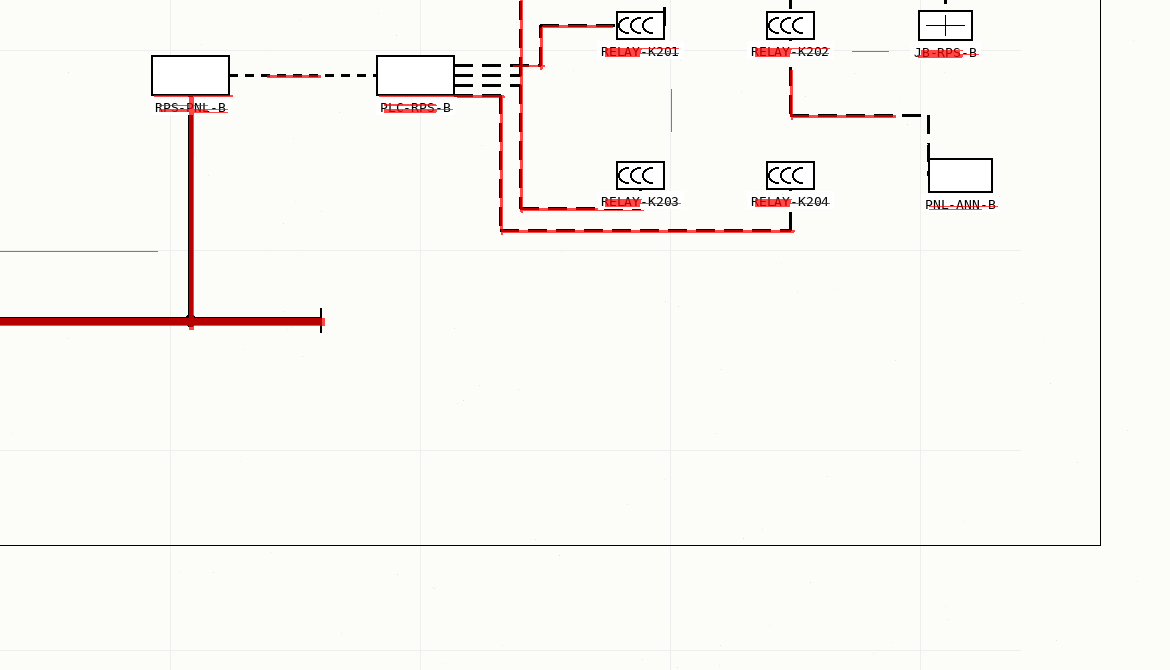 RELAY-K201
RELAY-K202
JB-RPS-B
RPS-PNL-B
PLC-RPS-B
RELAY-K203
RELAY-K204
PNL-ANN-B